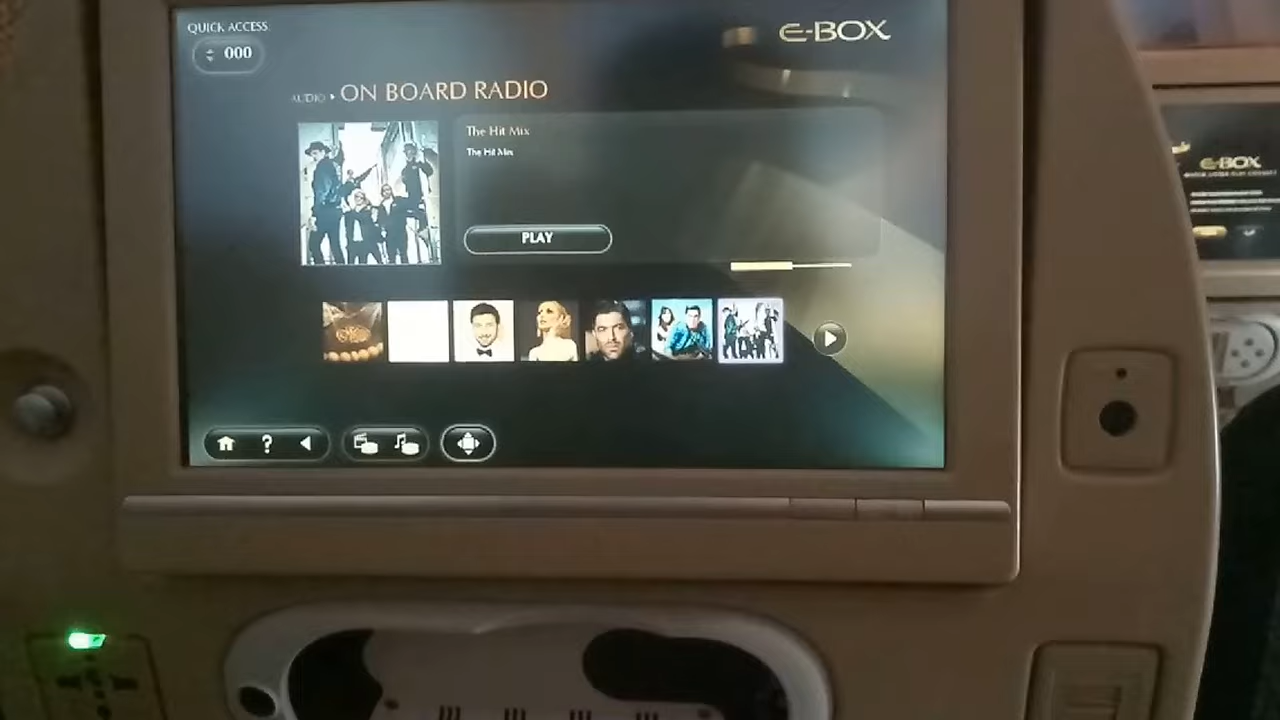 QUICK ACCESS
000
E-BOX
AUDIO ▸ ON BOARD RADIO
The Hit Mix
The Hit Mix
PLAY
?
E-BOX